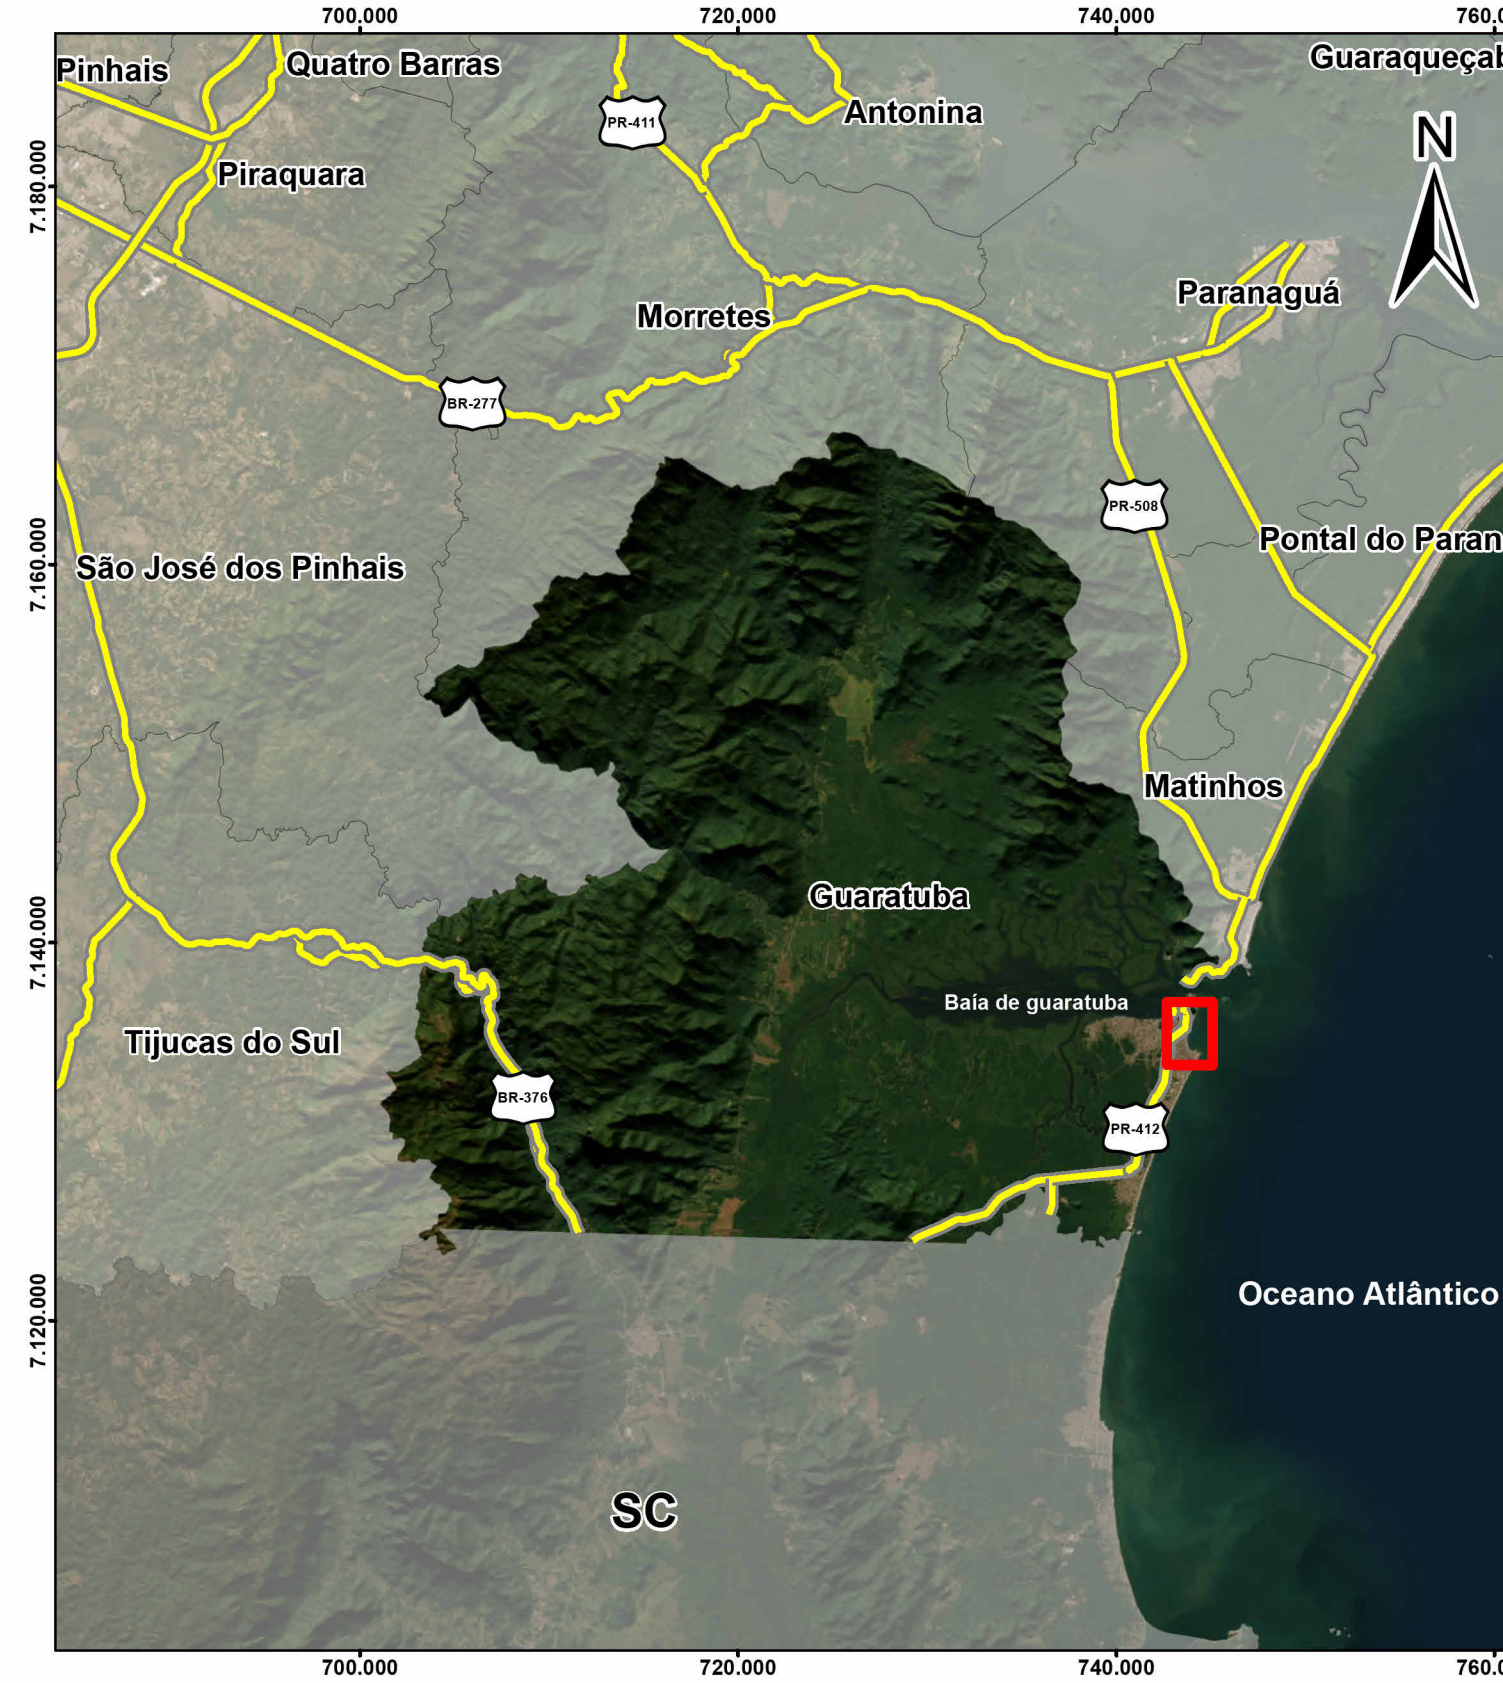 700.000 720.000 740.000 760.0
Pinhais
Quatro Barras
Guaraqueçab
PR-411
Antonina
N
Piraquara
7.180.000
Paranaguá
Morretes
BR-277
PR-508
Pontal do Paran
São José dos Pinhais
7.160.000
Matinhos
Guaratuba
7.140.000
Baía de guaratuba
Tijucas do Sul
BR-376
PR-412
Oceano Atlântico
7.120.000
SC
700.000 720.000 740.000 760.0